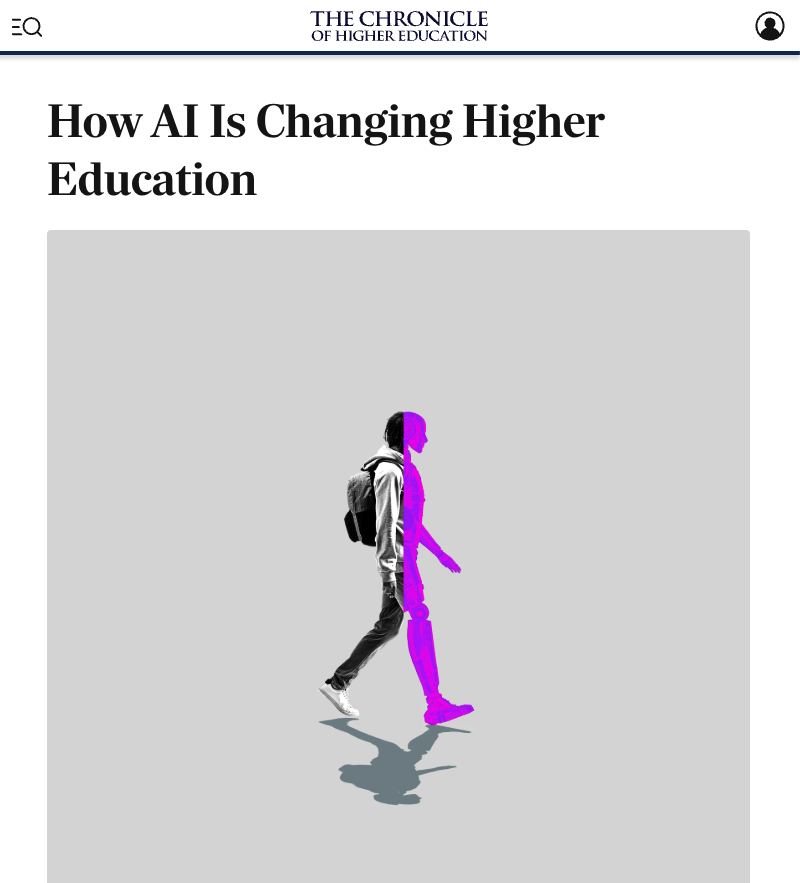 THE CHRONICLE
OF HIGHER EDUCATION
How AI Is Changing Higher
Education